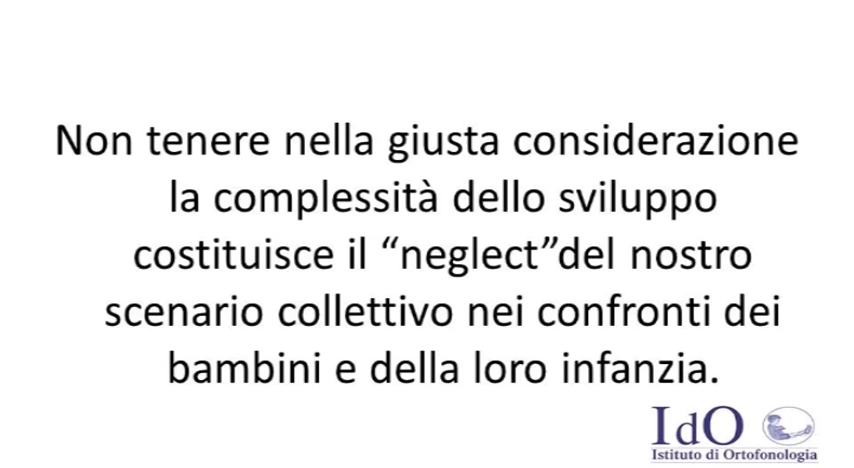 Non tenere nella giusta considerazione
la complessità dello sviluppo
costituisce il “neglect”del nostro
scenario collettivo nei confronti dei
bambini e della loro infanzia.
IdO
Istituto di Ortofonologia